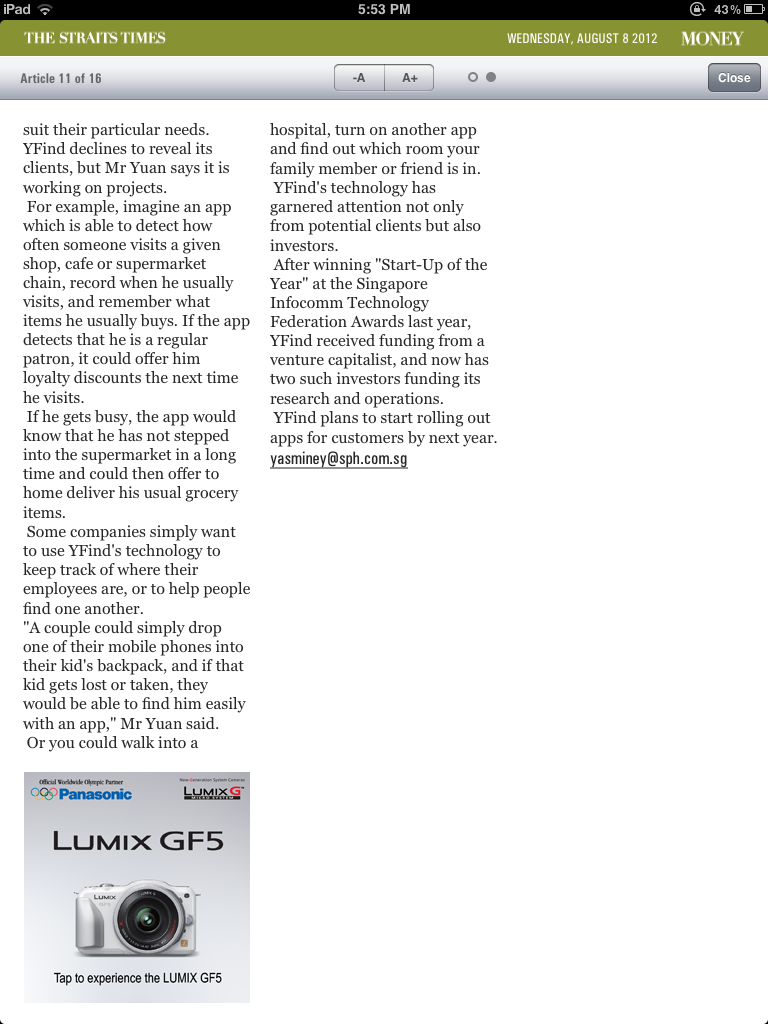 iPad
5:53 PM
43%
THE STRAITS TIMES
WEDNESDAY, AUGUST 8 2012
MONEY
Article 11 of 16
-A
A+
Close
suit their particular needs.
YFind declines to reveal its
clients, but Mr Yuan says it is
working on projects.
For example, imagine an app
which is able to detect how
often someone visits a given
shop, cafe or supermarket
chain, record when he usually
visits, and remember what
items he usually buys. If the app
detects that he is a regular
patron, it could offer him
loyalty discounts the next time
he visits.
If he gets busy, the app would
know that he has not stepped
into the supermarket in a long
time and could then offer to
home deliver his usual grocery
items.
Some companies simply want
to use YFind's technology to
keep track of where their
employees are, or to help people
find one another.
"A couple could simply drop
one of their mobile phones into
their kid's backpack, and if that
kid gets lost or taken, they
would be able to find him easily
with an app," Mr Yuan said.
Or you could walk into a
hospital, turn on another app
and find out which room your
family member or friend is in.
YFind's technology has
garnered attention not only
from potential clients but also
investors.
After winning "Start-Up of the
Year" at the Singapore
Infocomm Technology
Federation Awards last year,
YFind received funding from a
venture capitalist, and now has
two such investors funding its
research and operations.
YFind plans to start rolling out
apps for customers by next year.
yasminey@sph.com.sg
Official Worldwide Olympic Partner
Panasonic
New-Generation System Cameras
LUMIX G
MICRO SYSTEM
LUMIX GF5
LUMIX
GF5
Tap to experience the LUMIX GF5